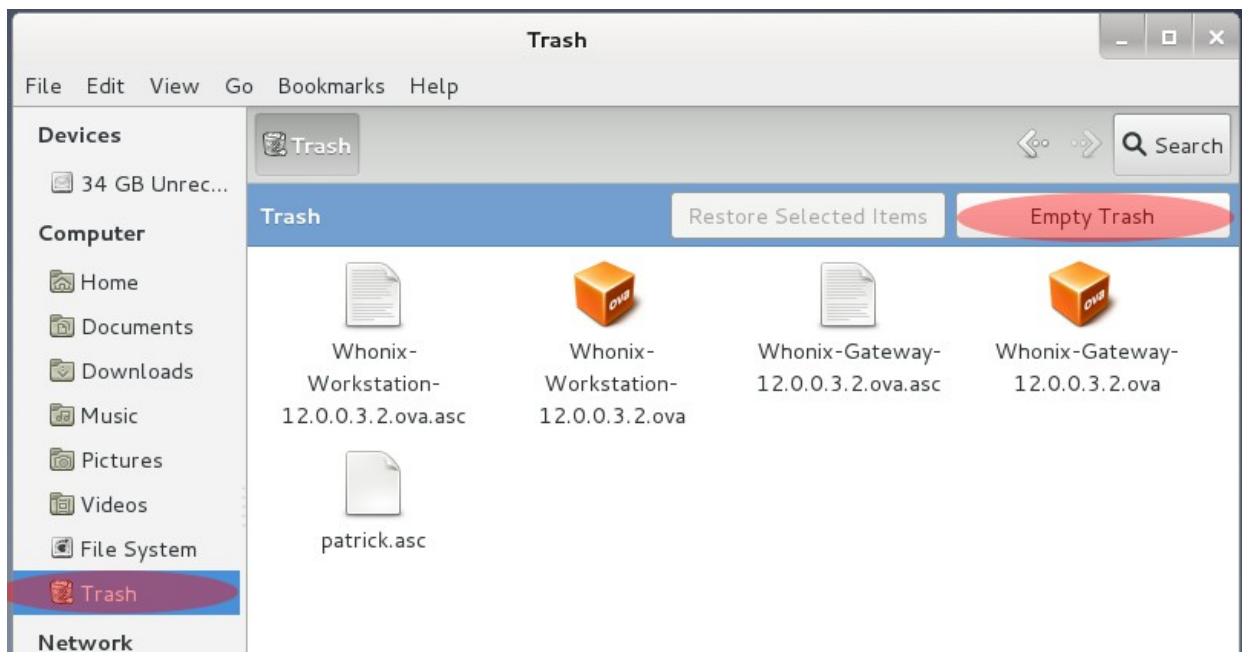 Trash
File Edit View Go Bookmarks Help
Devices
34 GB Unrec...
Computer
Home
Documents
Downloads
Music
Pictures
Videos
File System
Trash
Network
Trash
Search
Trash
Restore Selected Items
Empty Trash
Whonix-
Workstation-
12.0.0.3.2.ova.asc
ova
Whonix-
Workstation-
12.0.0.3.2.ova
Whonix-Gateway-
12.0.0.3.2.ova.asc
ova
Whonix-Gateway-
12.0.0.3.2.ova
patrick.asc